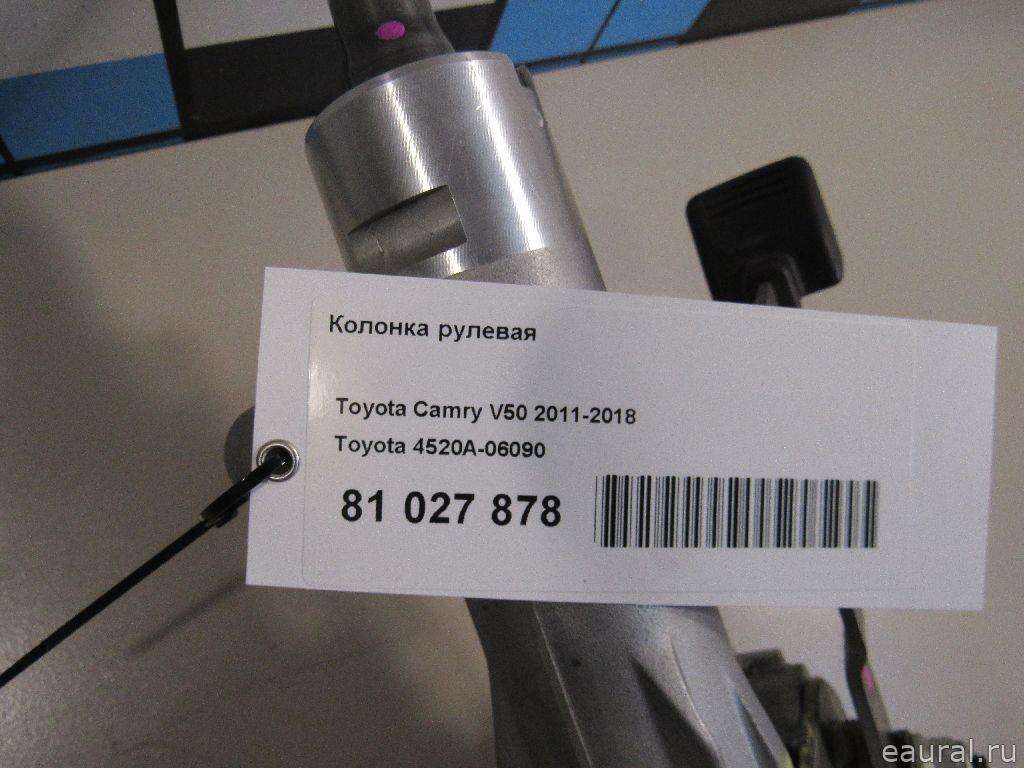 Колонка рулевая
Toyota Camry V50 2011-2018
Toyota 4520A-06090
81 027 878
eaural.ru